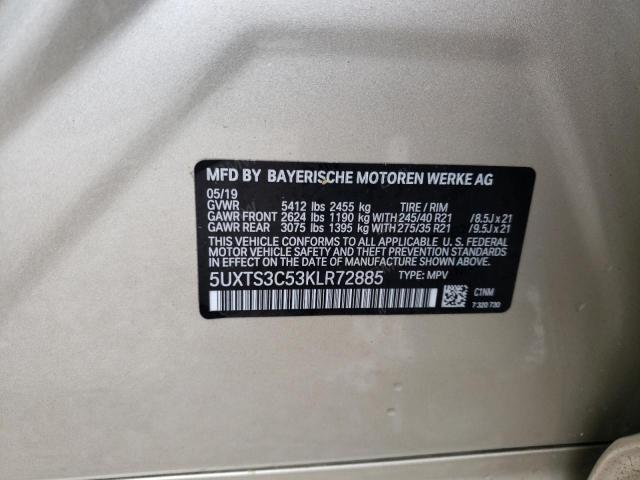 MFD BY BAYERISCHE MOTOREN WERKE AG
05/19
GVWR 5412 lbs 2455 kg TIRE / RIM
GAWR FRONT 2624 lbs 1190 kg WITH 245/40 R21 /8.5J x 21
GAWR REAR 3075 lbs 1395 kg WITH 275/35 R21 /9.5J x 21
THIS VEHICLE CONFORMS TO ALL APPLICABLE U. S. FEDERAL
MOTOR VEHICLE SAFETY AND THEFT PREVENTION STANDARDS
IN EFFECT ON THE DATE OF MANUFACTURE SHOWN ABOVE.
5UXTS3C53KLR72885 TYPE: MPV
C1NM
7 320 730